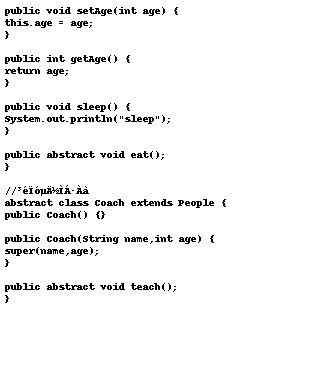 public void setAge(int age) {
this.age = age;
}
public int getAge() {
return age;
}
public void sleep() {
System.out.println("sleep");
}
public abstract void eat();
}
//³éÏóµÄ½ÌÁ·Àà
abstract class Coach extends People {
public Coach() {}
public Coach(String name,int age) {
super(name,age);
}
public abstract void teach();
}